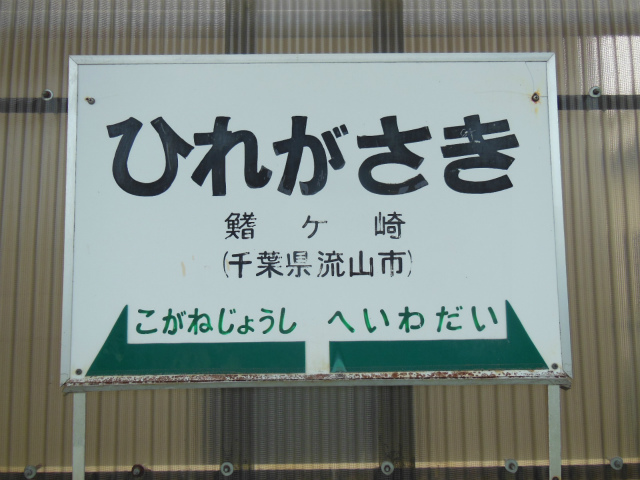 ひれがさき
鰭ケ崎
(千葉県流山市)
こがねじょうし へいわだい